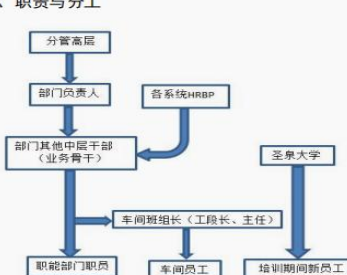 职责与分工
分管高层
部门负责人
各系统HRBP
部门其他中层干部
（业务骨干）
圣泉大学
车间班组长（工段长、主任）
职能部门职员
车间员工
培训期间新员工